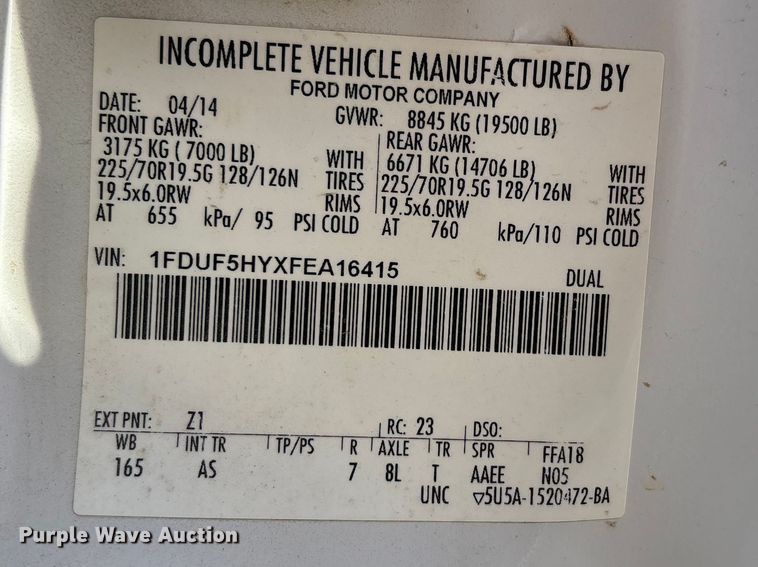 INCOMPLETE VEHICLE MANUFACTURED BY
FORD MOTOR COMPANY
DATE: 04/14 GVWR: 8845 KG (19500 LB)
FRONT GAWR: REAR GAWR:
3175 KG ( 7000 LB) WITH 6671 KG (14706 LB) WITH
225/70R19.5G 128/126N TIRES 225/70R19.5G 128/126N TIRES
19.5x6.0RW RIMS 19.5x6.0RW RIMS
AT 655 kPa/ 95 PSI COLD AT 760 kPa/110 PSI COLD
VIN: 1FDUF5HYXFEA16415 DUAL
EXT PNT: Z1 RC: 23 DSO:
WB INT TR TP/PS R AXLE TR SPR FFA18
165 AS 7 8L T AAEE N05
UNC ▽5U5A-1520472-BA
Purple Wave Auction